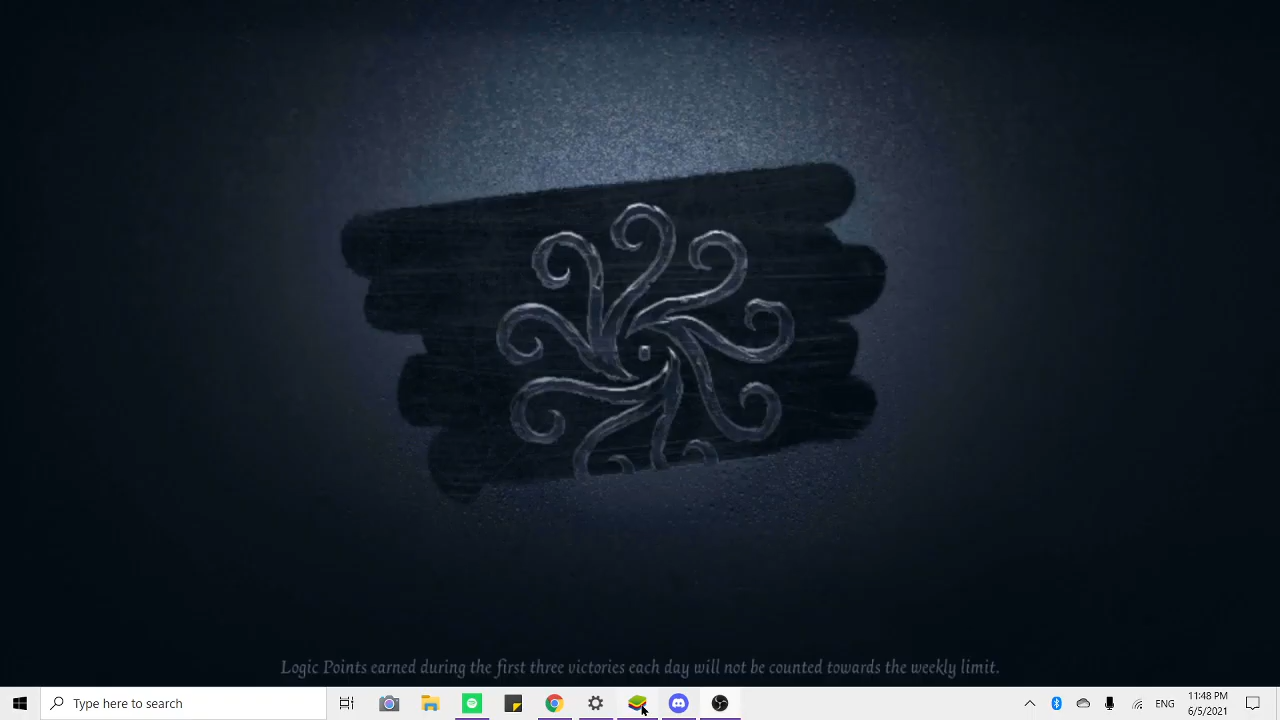 Logic Points earned during the first three victories each day will not be counted towards the weekly limit.
Type here to search
ENG
11:48 PM
6/5/2021